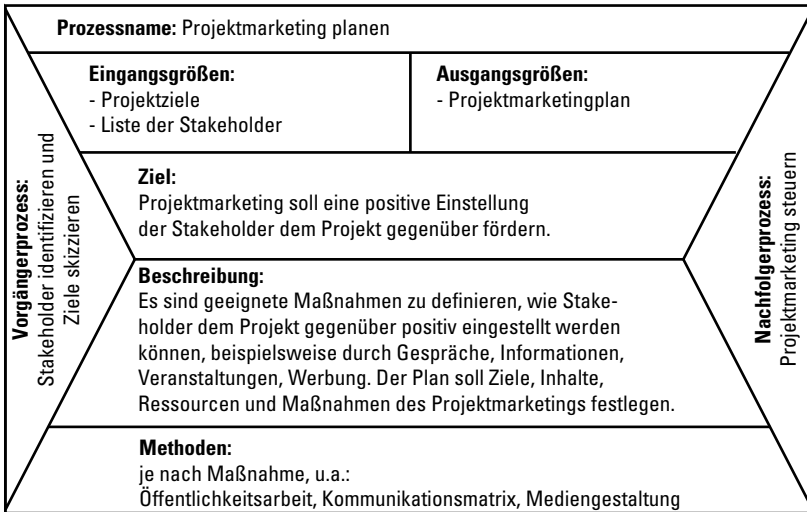 Prozessname: Projektmarketing planen
Eingangsgrößen:
- Projektziele
- Liste der Stakeholder
Ausgangsgrößen:
- Projektmarketingplan
Vorgängerprozess:
Stakeholder identifizieren und
Ziele skizzieren
Ziel:
Projektmarketing soll eine positive Einstellung
der Stakeholder dem Projekt gegenüber fördern.
Beschreibung:
Es sind geeignete Maßnahmen zu definieren, wie Stake-
holder dem Projekt gegenüber positiv eingestellt werden
können, beispielsweise durch Gespräche, Informationen,
Veranstaltungen, Werbung. Der Plan soll Ziele, Inhalte,
Ressourcen und Maßnahmen des Projektmarketings festlegen.
Nachfolgerprozess:
Projektmarketing steuern
Methoden:
je nach Maßnahme, u.a.:
Öffentlichkeitsarbeit, Kommunikationsmatrix, Mediengestaltung